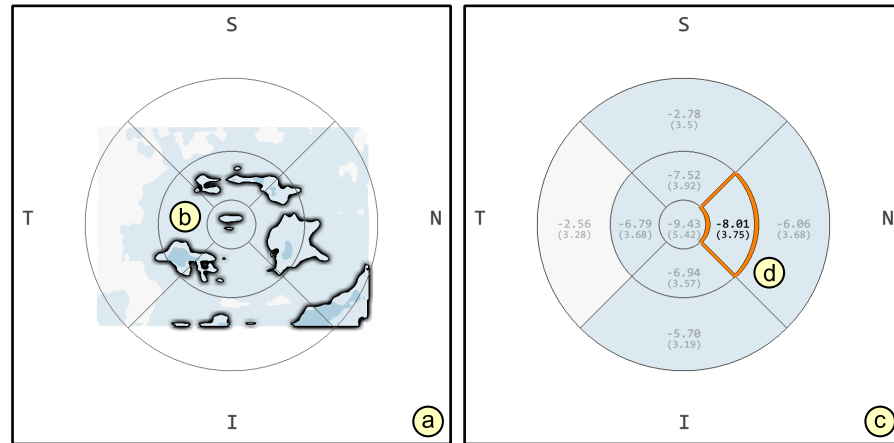 S
T
b
N
I
a
S
-2.78
(3.5)
-7.52
(3.92)
T
-2.56
(3.28)
-6.79
(3.68)
-9.43
(5.42)
-8.01
(3.75)
-6.06
(3.68)
N
d
-6.94
(3.57)
-5.70
(3.19)
I
c